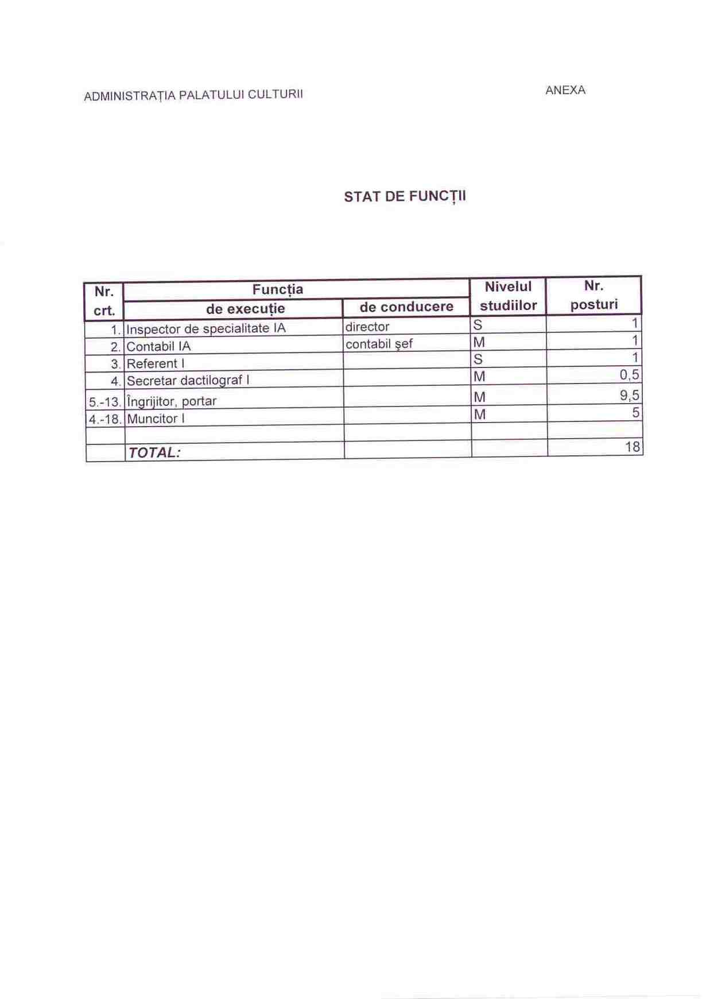 ADMINISTRAȚIA PALATULUI CULTURII ANEXA
STAT DE FUNCȚII
Nr. crt. Funcția Nivelul studiilor Nr. posturi
de execuție de conducere
1. Inspector de specialitate IA director S 1
2. Contabil IA contabil șef M 1
3. Referent I S 1
4. Secretar dactilograf I M 0,5
5.-13. Îngrijitor, portar M 9,5
4.-18. Muncitor I M 5
TOTAL: 18